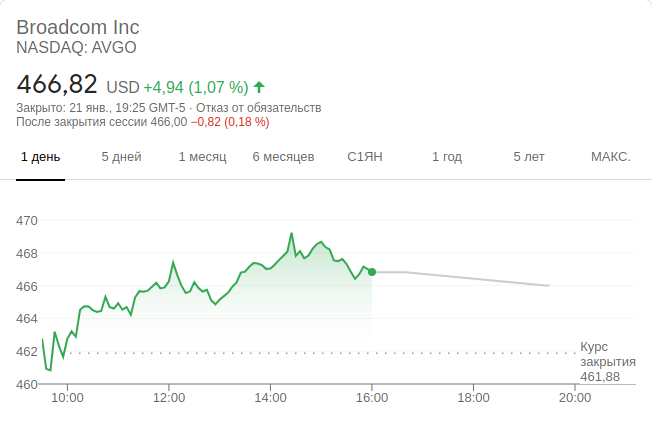 Broadcom Inc
NASDAQ: AVGO
466,82 USD +4,94 (1,07 %)
Закрыто: 21 янв., 19:25 GMT-5 · Отказ от обязательств
После закрытия сессии 466,00 −0,82 (0,18 %)
1 день 5 дней 1 месяц 6 месяцев С1ЯН 1 год 5 лет МАКС.
470
468
466
464
462
460
Курс
закрытия
461,88
10:00 12:00 14:00 16:00 18:00 20:00